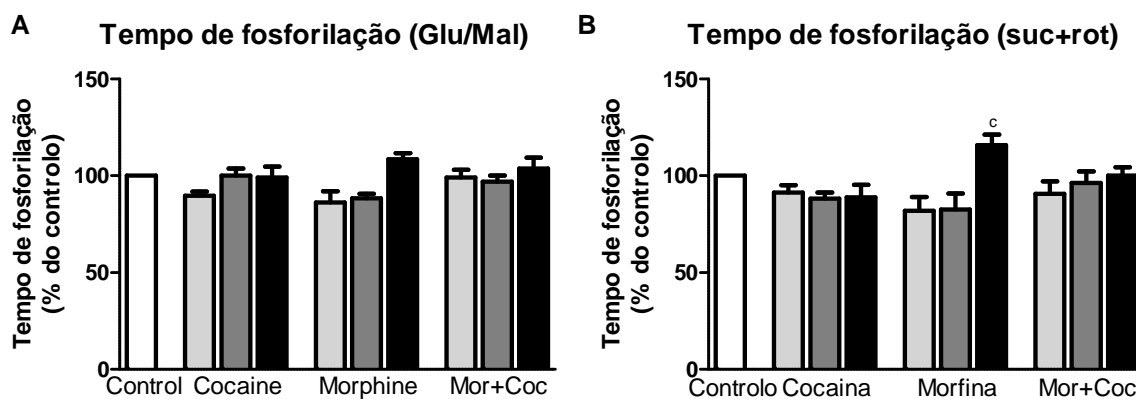 A
Tempo de fosforilação (Glu/Mal)
Tempo de fosforilação
(% do controlo)
150
100
50
0
Control Cocaine Morphine Mor+Coc
B
Tempo de fosforilação (suc+rot)
Tempo de fosforilação
(% do controlo)
150
100
50
0
c
Controlo Cocaina Morfina Mor+Coc